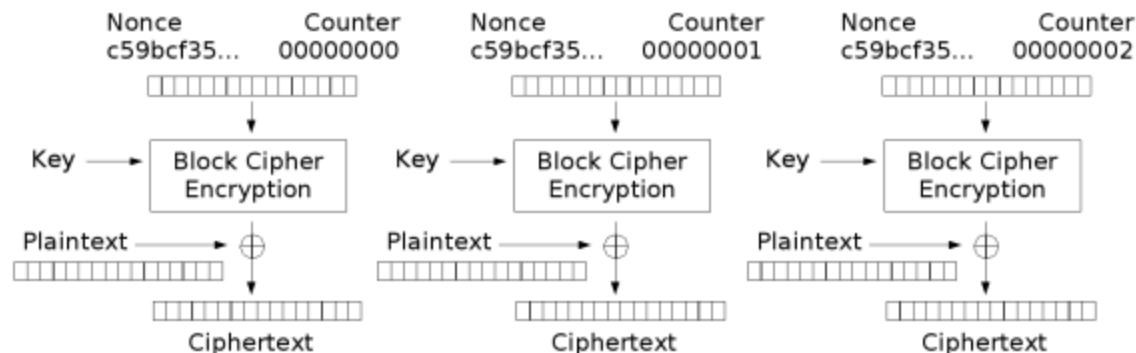 Nonce Counter Nonce Counter Nonce Counter
c59bcf35... 00000000 c59bcf35... 00000001 c59bcf35... 00000002
Key Block Cipher Encryption Key Block Cipher Encryption Key Block Cipher Encryption
Plaintext Plaintext Plaintext
Ciphertext Ciphertext Ciphertext